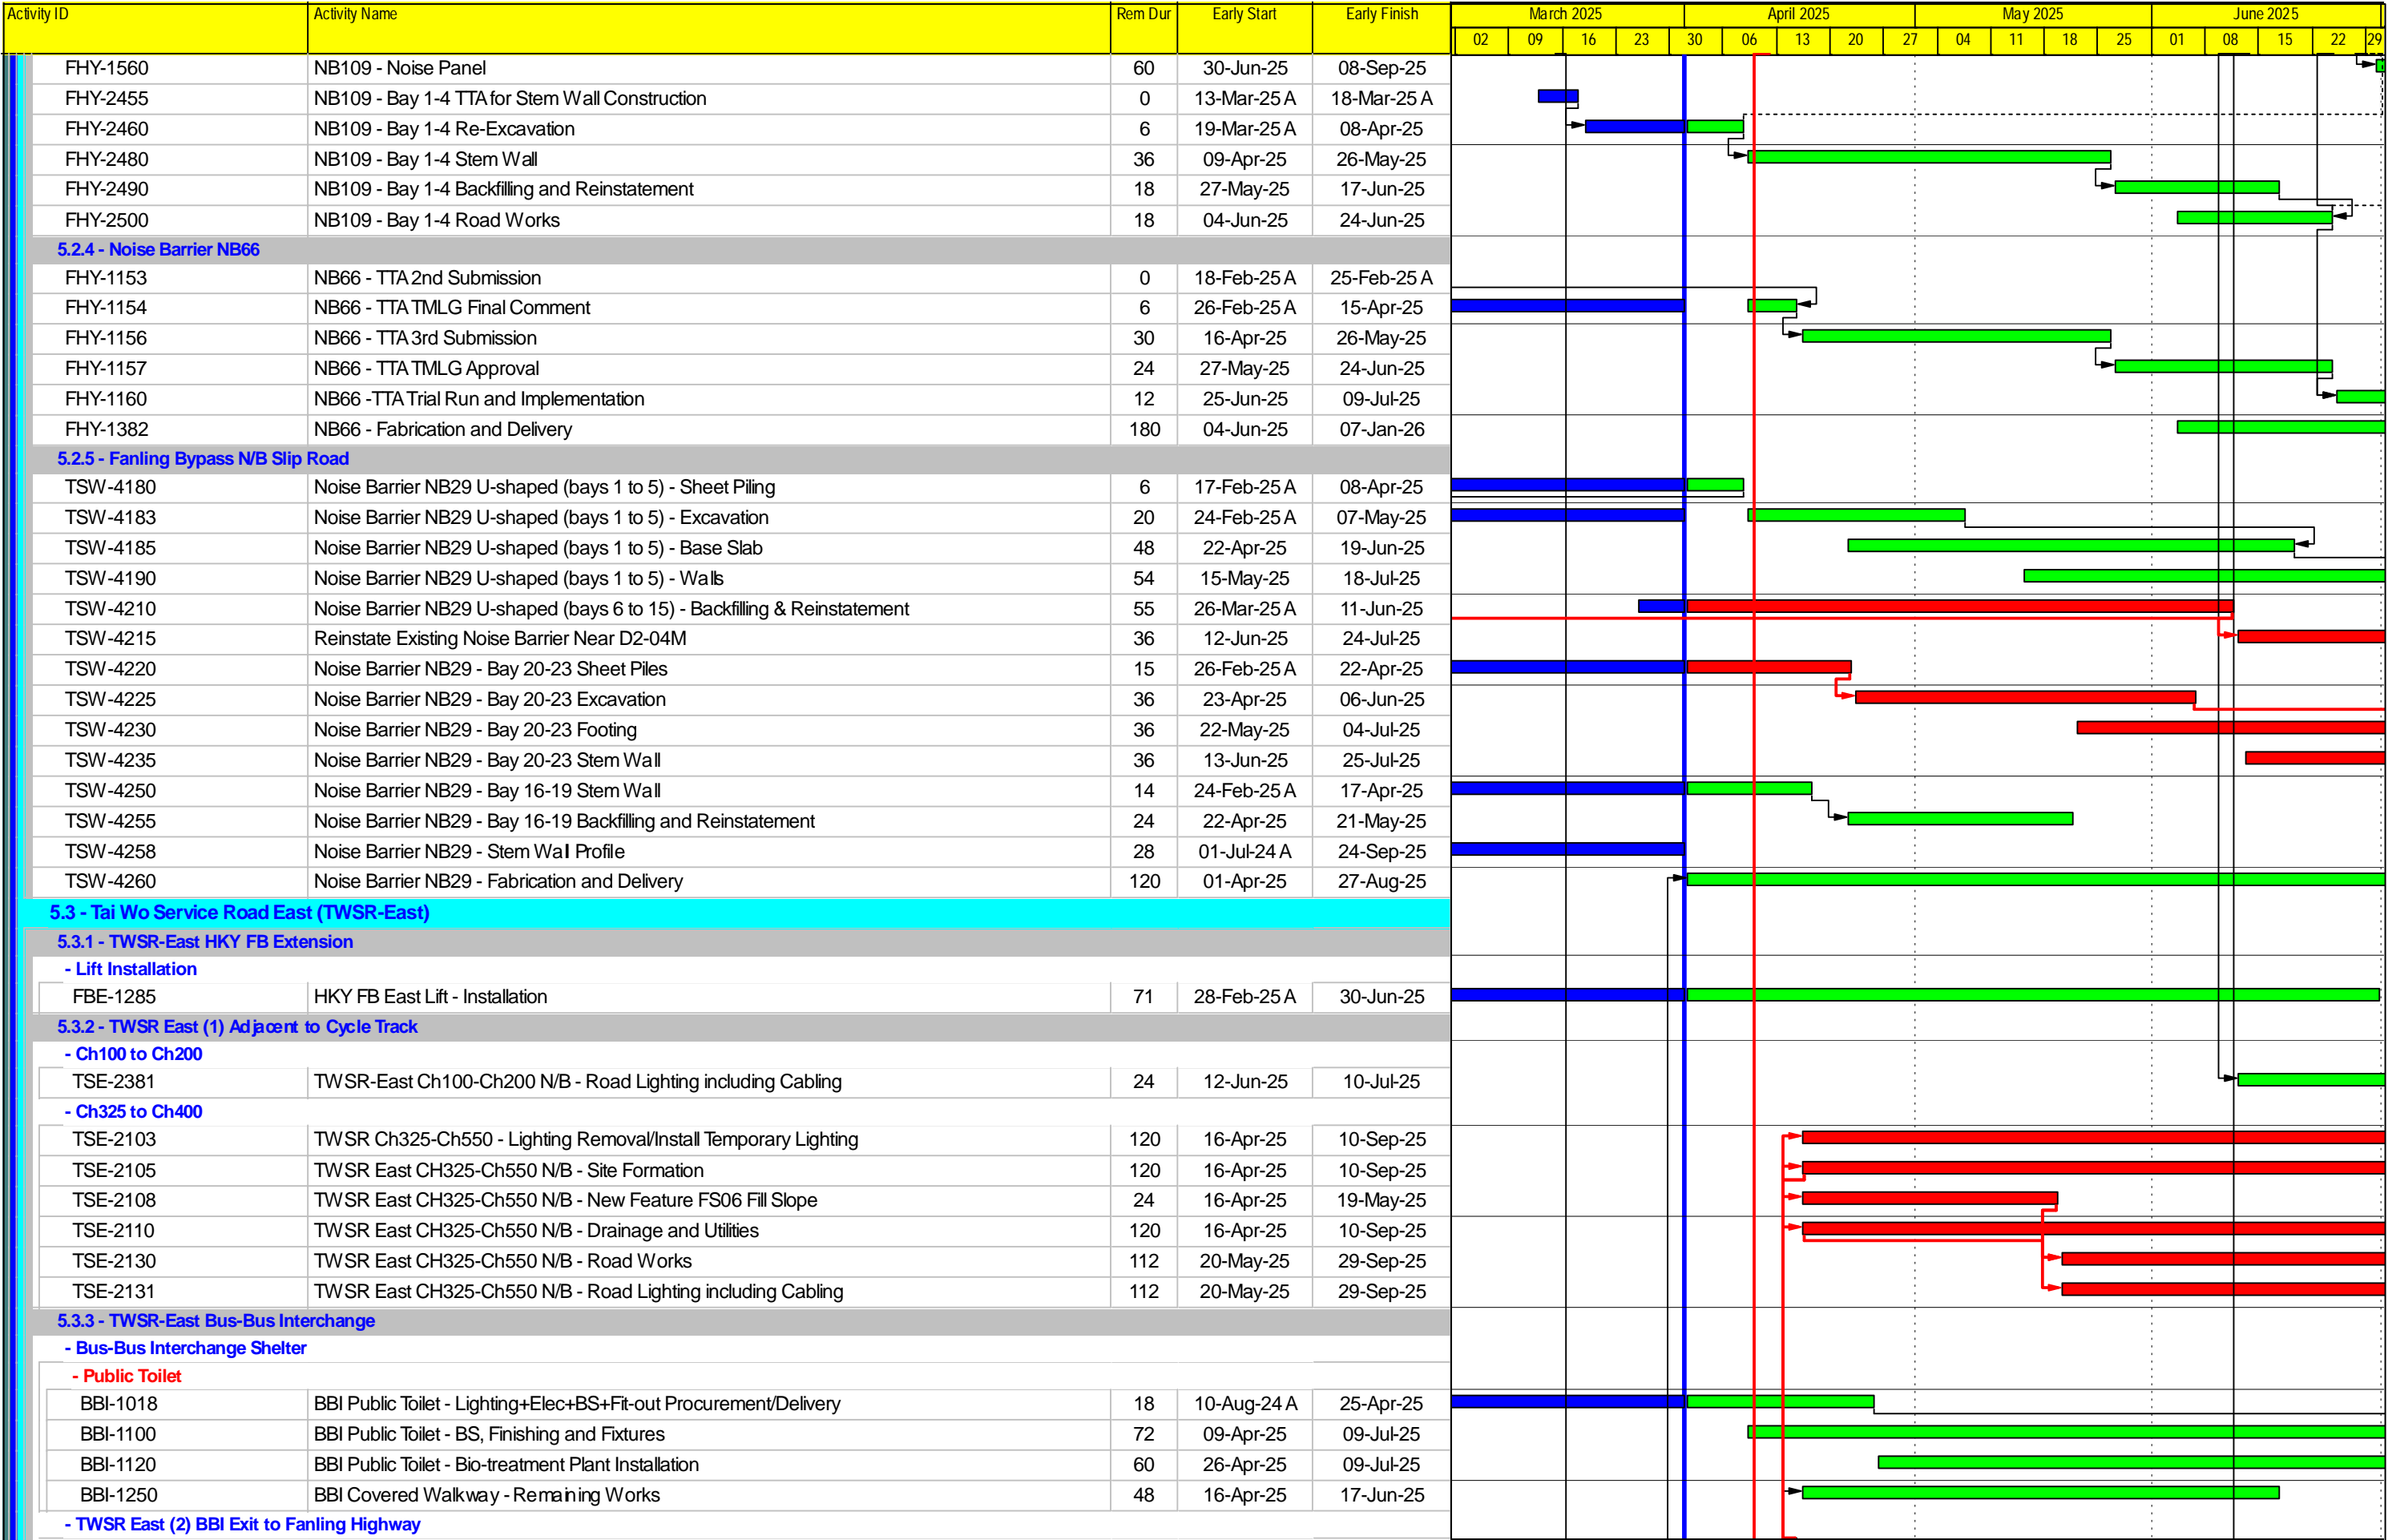 Activity ID Activity Name Rem Dur Early Start Early Finish March 2025 April 2025 May 2025 June 2025
02 09 16 23 30 06 13 20 27 04 11 18 25 01 08 15 22 29
FHY-1560 NB109 - Noise Panel 60 30-Jun-25 08-Sep-25
FHY-2455 NB109 - Bay 1-4 TTA for Stem Wall Construction 0 13-Mar-25 A 18-Mar-25 A
FHY-2460 NB109 - Bay 1-4 Re-Excavation 6 19-Mar-25 A 08-Apr-25
FHY-2480 NB109 - Bay 1-4 Stem Wall 36 09-Apr-25 26-May-25
FHY-2490 NB109 - Bay 1-4 Backfilling and Reinstatement 18 27-May-25 17-Jun-25
FHY-2500 NB109 - Bay 1-4 Road Works 18 04-Jun-25 24-Jun-25
5.2.4 - Noise Barrier NB66
FHY-1153 NB66 - TTA 2nd Submission 0 18-Feb-25 A 25-Feb-25 A
FHY-1154 NB66 - TTA TMLG Final Comment 6 26-Feb-25 A 15-Apr-25
FHY-1156 NB66 - TTA 3rd Submission 30 16-Apr-25 26-May-25
FHY-1157 NB66 - TTA TMLG Approval 24 27-May-25 24-Jun-25
FHY-1160 NB66 -TTA Trial Run and Implementation 12 25-Jun-25 09-Jul-25
FHY-1382 NB66 - Fabrication and Delivery 180 04-Jun-25 07-Jan-26
5.2.5 - Fanling Bypass N/B Slip Road
TSW-4180 Noise Barrier NB29 U-shaped (bays 1 to 5) - Sheet Piling 6 17-Feb-25 A 08-Apr-25
TSW-4183 Noise Barrier NB29 U-shaped (bays 1 to 5) - Excavation 20 24-Feb-25 A 07-May-25
TSW-4185 Noise Barrier NB29 U-shaped (bays 1 to 5) - Base Slab 48 22-Apr-25 19-Jun-25
TSW-4190 Noise Barrier NB29 U-shaped (bays 1 to 5) - Walls 54 15-May-25 18-Jul-25
TSW-4210 Noise Barrier NB29 U-shaped (bays 6 to 15) - Backfilling & Reinstatement 55 26-Mar-25 A 11-Jun-25
TSW-4215 Reinstate Existing Noise Barrier Near D2-04M 36 12-Jun-25 24-Jul-25
TSW-4220 Noise Barrier NB29 - Bay 20-23 Sheet Piles 15 26-Feb-25 A 22-Apr-25
TSW-4225 Noise Barrier NB29 - Bay 20-23 Excavation 36 23-Apr-25 06-Jun-25
TSW-4230 Noise Barrier NB29 - Bay 20-23 Footing 36 22-May-25 04-Jul-25
TSW-4235 Noise Barrier NB29 - Bay 20-23 Stem Wall 36 13-Jun-25 25-Jul-25
TSW-4250 Noise Barrier NB29 - Bay 16-19 Stem Wall 14 24-Feb-25 A 17-Apr-25
TSW-4255 Noise Barrier NB29 - Bay 16-19 Backfilling and Reinstatement 24 22-Apr-25 21-May-25
TSW-4258 Noise Barrier NB29 - Stem Wall Profile 28 01-Jul-24 A 24-Sep-25
TSW-4260 Noise Barrier NB29 - Fabrication and Delivery 120 01-Apr-25 27-Aug-25
5.3 - Tai Wo Service Road East (TWSR-East)
5.3.1 - TWSR-East HKY FB Extension
- Lift Installation
FBE-1285 HKY FB East Lift - Installation 71 28-Feb-25 A 30-Jun-25
5.3.2 - TWSR East (1) Adjacent to Cycle Track
- Ch100 to Ch200
TSE-2381 TWSR-East Ch100-Ch200 N/B - Road Lighting including Cabling 24 12-Jun-25 10-Jul-25
- Ch325 to Ch400
TSE-2103 TWSR Ch325-Ch550 - Lighting Removal/Install Temporary Lighting 120 16-Apr-25 10-Sep-25
TSE-2105 TWSR East CH325-Ch550 N/B - Site Formation 120 16-Apr-25 10-Sep-25
TSE-2108 TWSR East CH325-Ch550 N/B - New Feature FS06 Fill Slope 24 16-Apr-25 19-May-25
TSE-2110 TWSR East CH325-Ch550 N/B - Drainage and Utilities 120 16-Apr-25 10-Sep-25
TSE-2130 TWSR East CH325-Ch550 N/B - Road Works 112 20-May-25 29-Sep-25
TSE-2131 TWSR East CH325-Ch550 N/B - Road Lighting including Cabling 112 20-May-25 29-Sep-25
5.3.3 - TWSR-East Bus-Bus Interchange
- Bus-Bus Interchange Shelter
- Public Toilet
BBI-1018 BBI Public Toilet - Lighting+Elec+BS+Fit-out Procurement/Delivery 18 10-Aug-24 A 25-Apr-25
BBI-1100 BBI Public Toilet - BS, Finishing and Fixtures 72 09-Apr-25 09-Jul-25
BBI-1120 BBI Public Toilet - Bio-treatment Plant Installation 60 26-Apr-25 09-Jul-25
BBI-1250 BBI Covered Walkway - Remaining Works 48 16-Apr-25 17-Jun-25
- TWSR East (2) BBI Exit to Fanling Highway